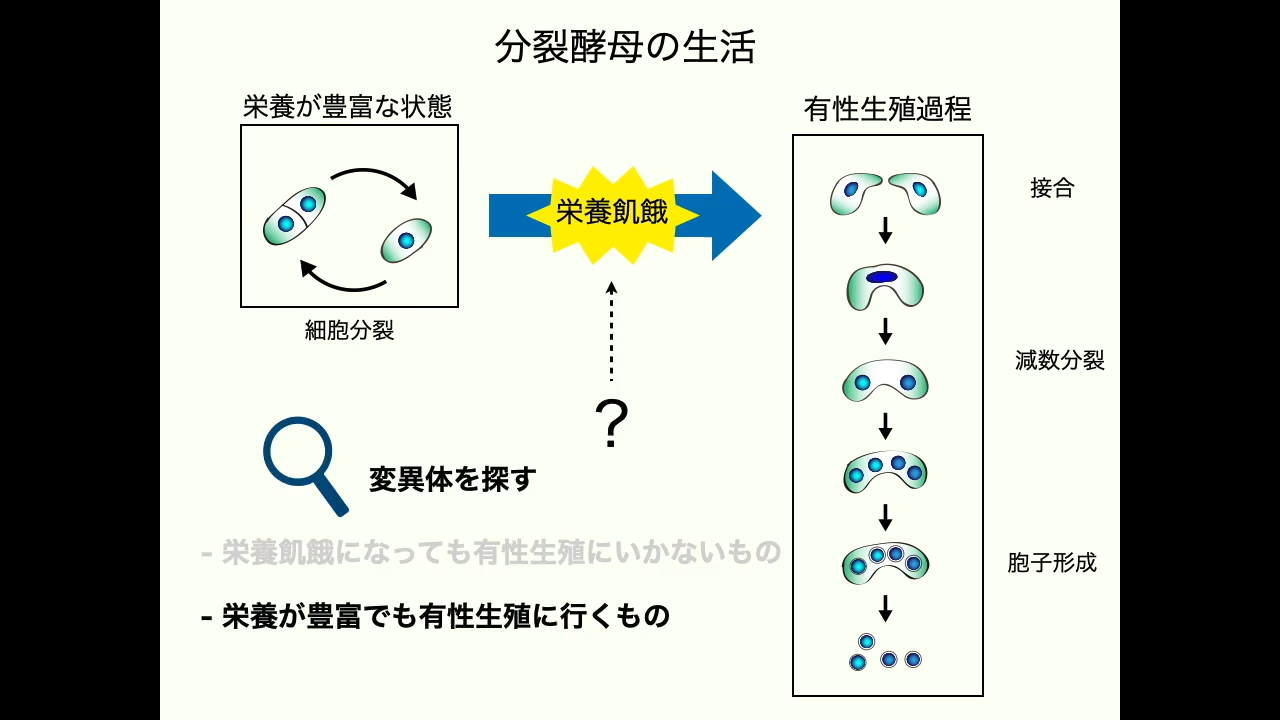 分裂酵母の生活
栄養が豊富な状態
有性生殖過程
栄養飢餓
接合
細胞分裂
減数分裂
?
変異体を探す
- 栄養飢餓になっても有性生殖にいかないもの
胞子形成
- 栄養が豊富でも有性生殖に行くもの